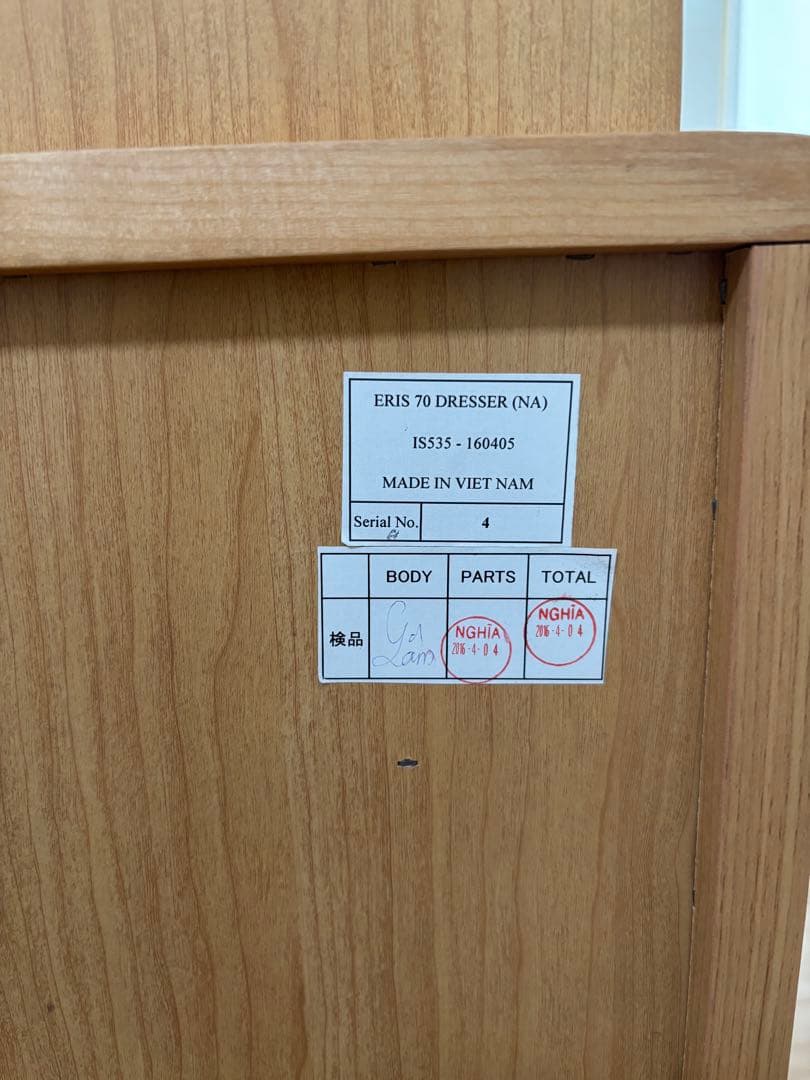 ERIS 70 DRESSER (NA)
IS535 - 160405
MADE IN VIET NAM
Serial No. 4
BODY PARTS TOTAL
検品
NGHĨA
2016-4-04
NGHĨA
2016-4-04